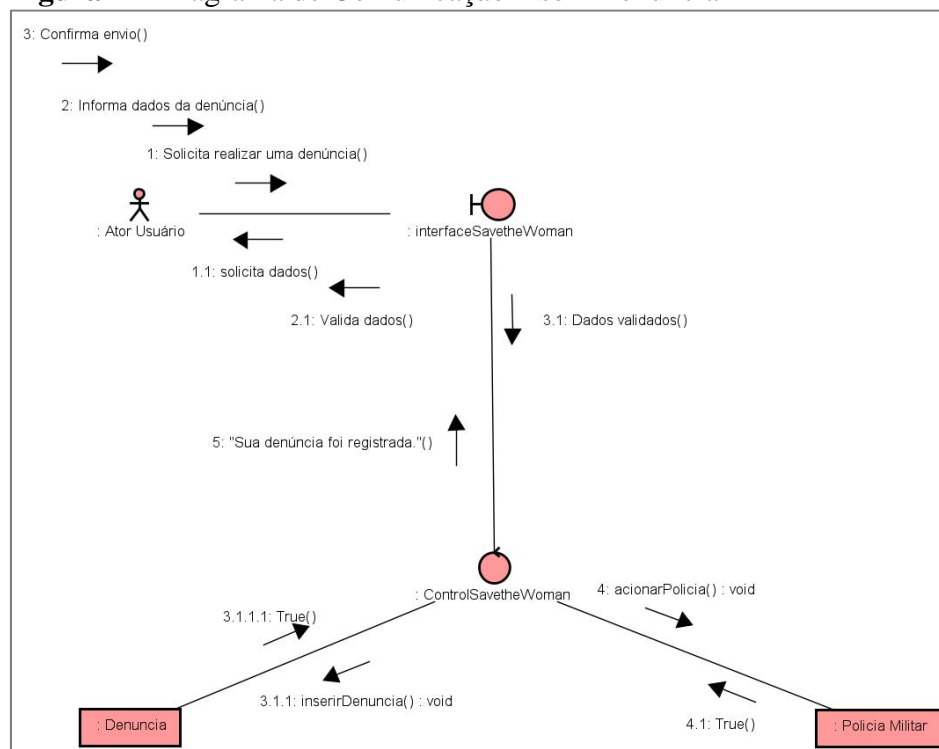 3: Confirma envio()
2: Informa dados da denúncia()
1: Solicita realizar uma denúncia()
: Ator Usuário
: interfaceSavetheWoman
1.1: solicita dados()
2.1: Valida dados()
3.1: Dados validados()
5: "Sua denúncia foi registrada."()
: ControlSavetheWoman
4: acionarPolicia() : void
3.1.1.1: True()
3.1.1: inserirDenuncia() : void
4.1: True()
: Denuncia
: Policia Militar